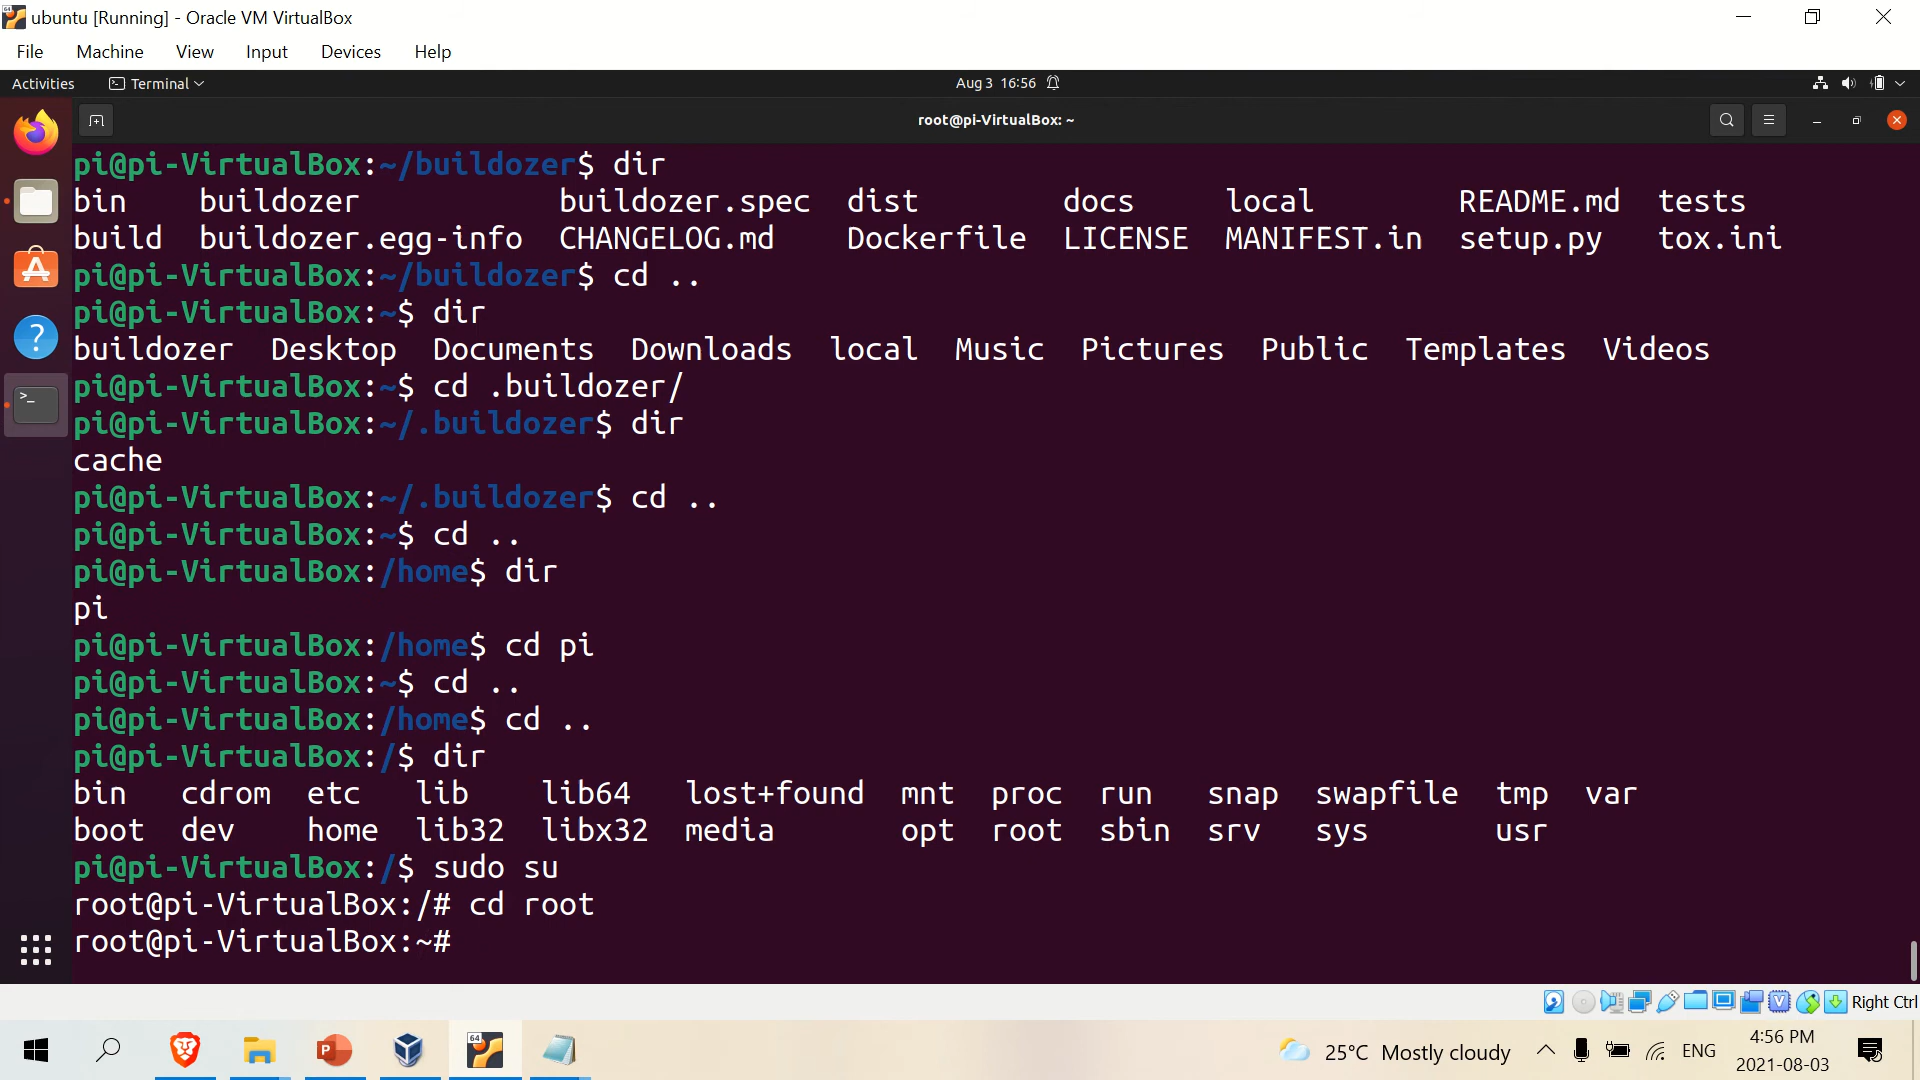 ubuntu [Running] - Oracle VM VirtualBox
File Machine View Input Devices Help
Activities Terminal Aug 3 16:56
root@pi-VirtualBox: ~
pi@pi-VirtualBox:~/buildozer$ dir
bin buildozer buildozer.spec dist docs local README.md tests
build buildozer.egg-info CHANGELOG.md Dockerfile LICENSE MANIFEST.in setup.py tox.ini
pi@pi-VirtualBox:~/buildozer$ cd ..
pi@pi-VirtualBox:~$ dir
buildozer Desktop Documents Downloads local Music Pictures Public Templates Videos
pi@pi-VirtualBox:~$ cd .buildozer/
pi@pi-VirtualBox:~/.buildozer$ dir
cache
pi@pi-VirtualBox:~/.buildozer$ cd ..
pi@pi-VirtualBox:~$ cd ..
pi@pi-VirtualBox:/home$ dir
pi
pi@pi-VirtualBox:/home$ cd pi
pi@pi-VirtualBox:~$ cd ..
pi@pi-VirtualBox:/home$ cd ..
pi@pi-VirtualBox:/$ dir
bin cdrom etc lib lib64 lost+found mnt proc run snap swapfile tmp var
boot dev home lib32 libx32 media opt root sbin srv sys usr
pi@pi-VirtualBox:/$ sudo su
root@pi-VirtualBox:/# cd root
root@pi-VirtualBox:~#
Right Ctrl
64
25°C Mostly cloudy ENG 4:56 PM
2021-08-03